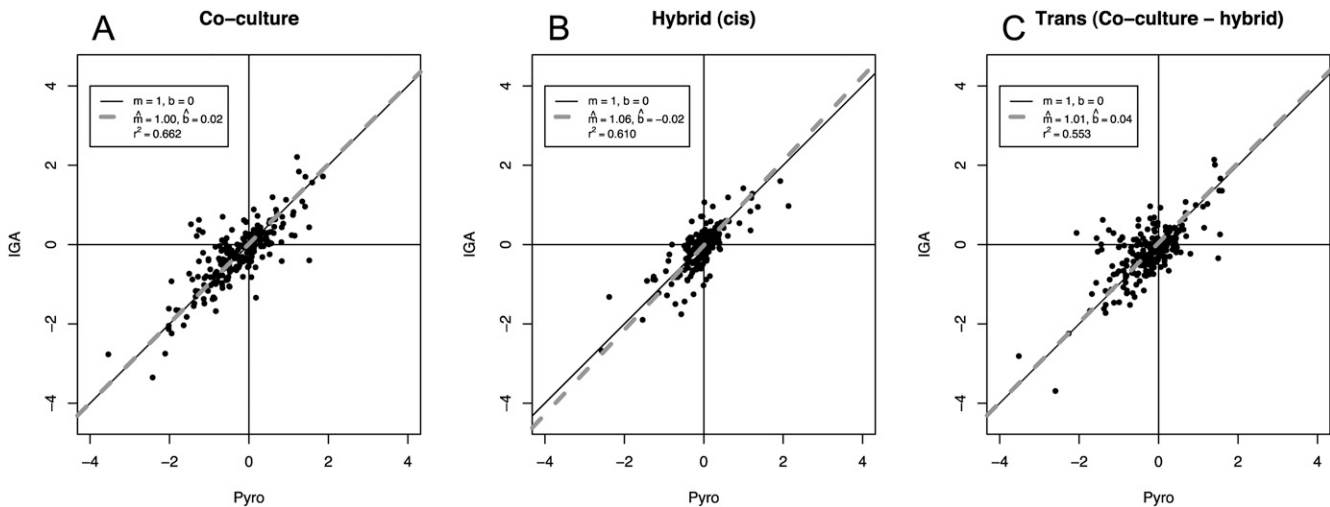 A
Co−culture
m = 1, b = 0
m̂ = 1.00, b̂ = 0.02
r² = 0.662
4
2
0
−2
−4
IGA
−4 −2 0 2 4
Pyro
B
Hybrid (cis)
m = 1, b = 0
m̂ = 1.06, b̂ = −0.02
r² = 0.610
4
2
0
−2
−4
IGA
−4 −2 0 2 4
Pyro
C
Trans (Co−culture − hybrid)
m = 1, b = 0
m̂ = 1.01, b̂ = 0.04
r² = 0.553
4
2
0
−2
−4
IGA
−4 −2 0 2 4
Pyro